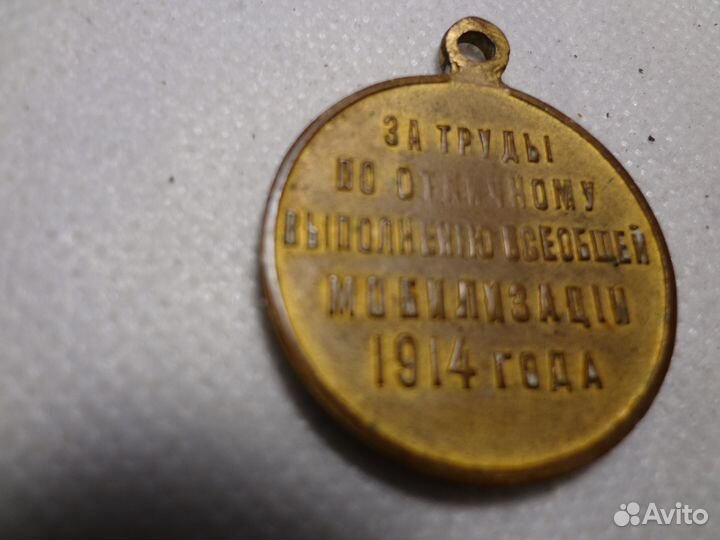 ЗА ТРУДЫ
ПО ОТЛИЧНОМУ
ВЫПОЛНЕНІЮ ВСЕОБЩЕЙ
МОБИЛИЗАЦІИ
1914 ГОДА
Avito